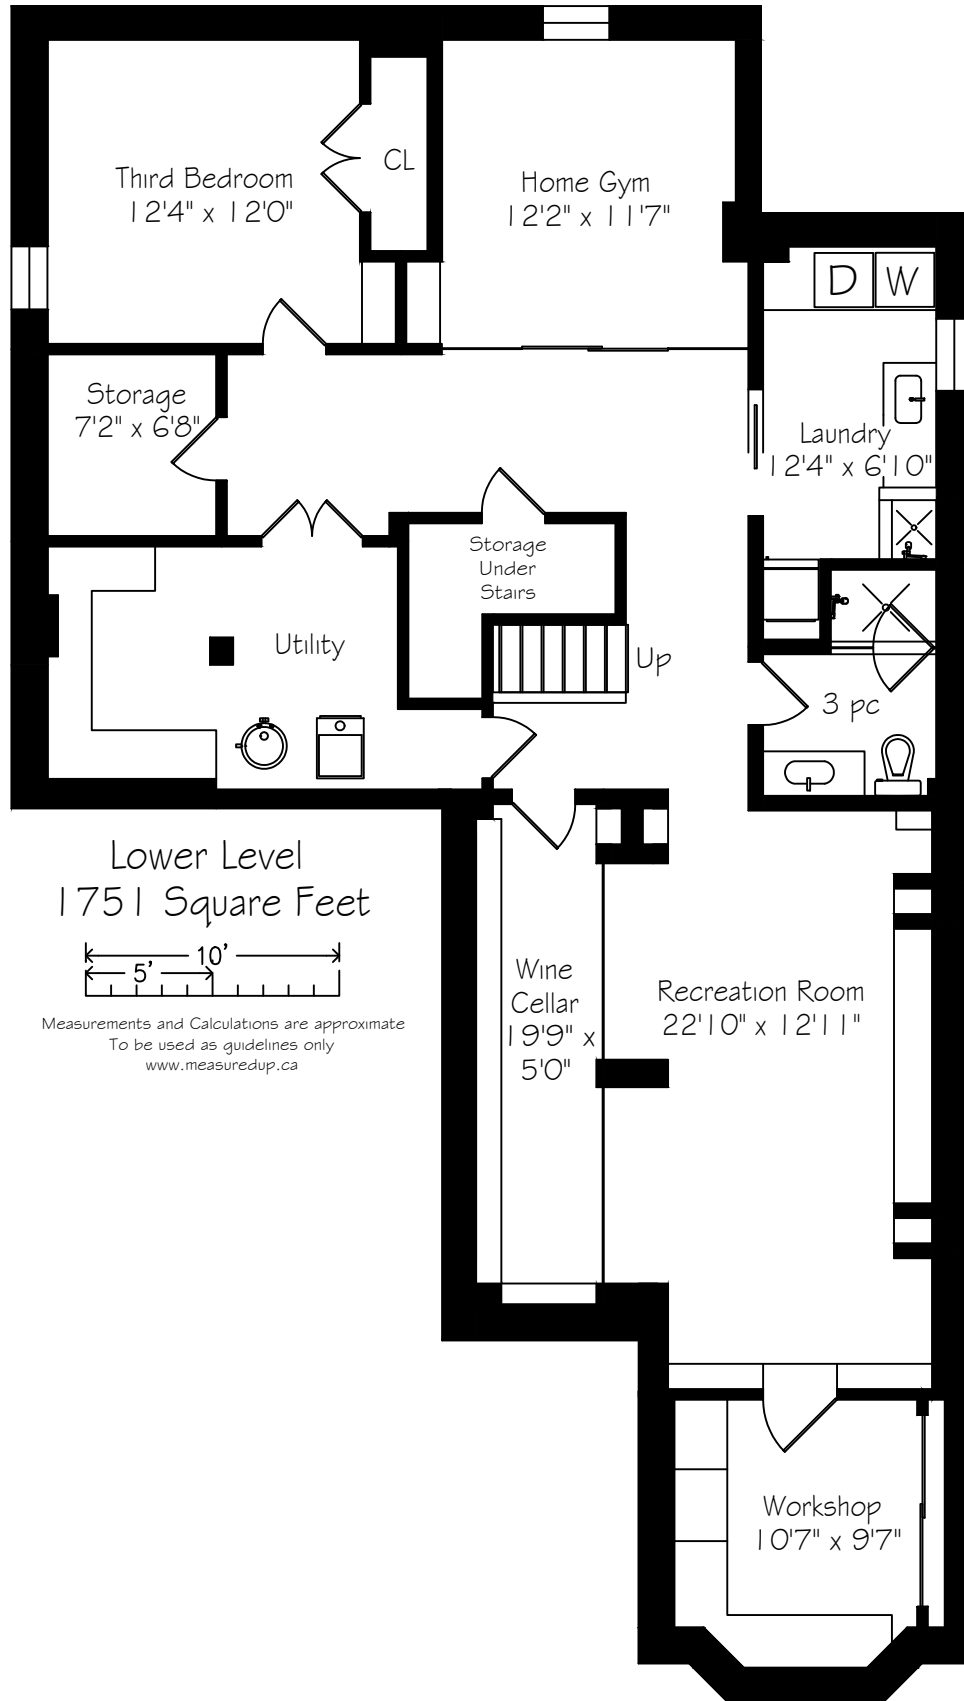 Third Bedroom
12'4" x 12'0"
CL
Home Gym
12'2" x 11'7"
D W
Storage
7'2" x 6'8"
Laundry
12'4" x 6'10"
Storage
Under
Stairs
Utility
Up
3 pc
Lower Level
1751 Square Feet
10'
5'
Measurements and Calculations are approximate
To be used as guidelines only
www.measuredup.ca
Wine
Cellar
19'9" x
5'0"
Recreation Room
22'10" x 12'11"
Workshop
10'7" x 9'7"